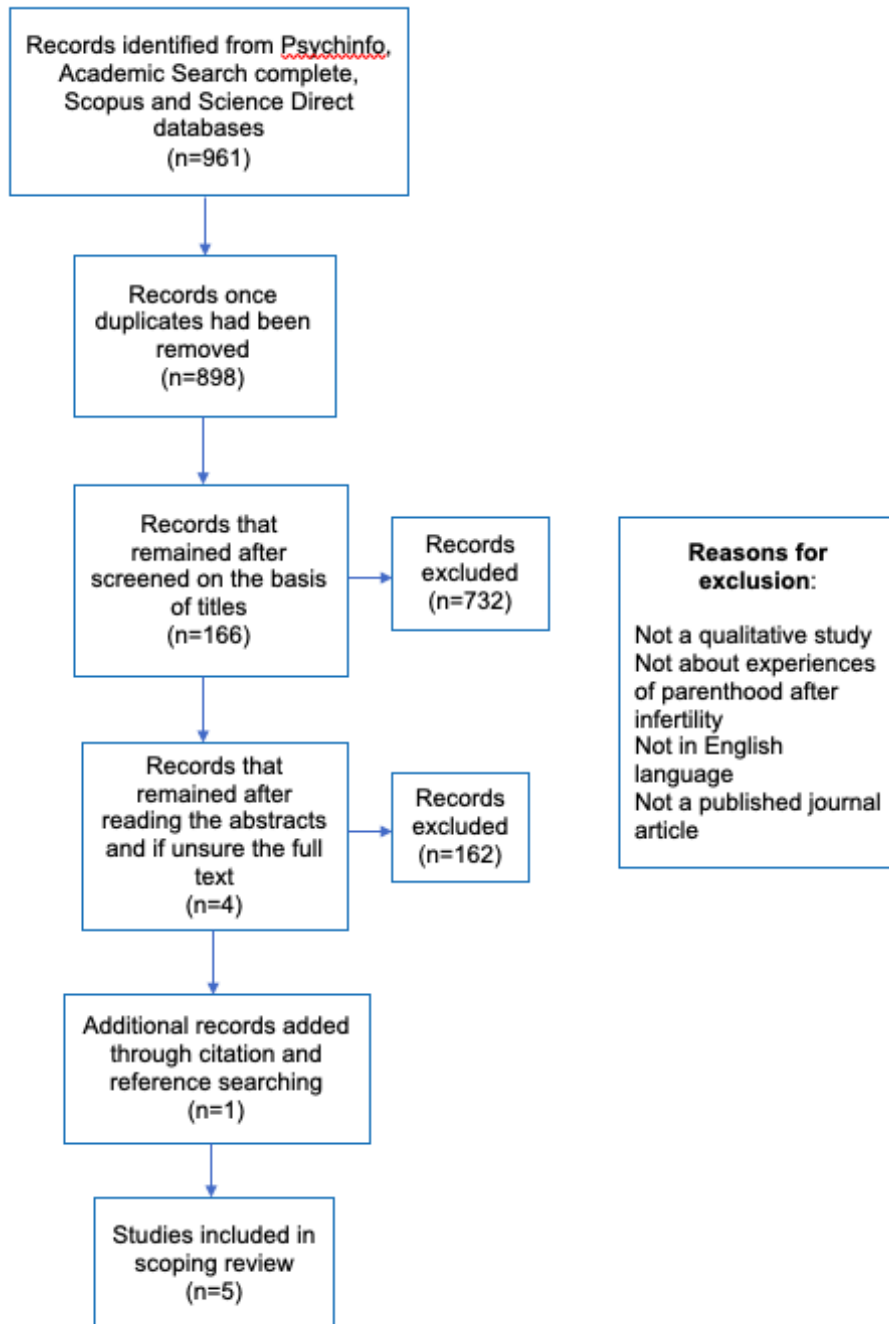 Records identified from Psychinfo,
Academic Search complete,
Scopus and Science Direct
databases
(n=961)
Records once
duplicates had been
removed
(n=898)
Records that
remained after
screened on the basis
of titles
(n=166)
Records
excluded
(n=732)
Reasons for
exclusion:
Not a qualitative study
Not about experiences
of parenthood after
infertility
Not in English
language
Not a published journal
article
Records that
remained after
reading the abstracts
and if unsure the full
text
(n=4)
Records
excluded
(n=162)
Additional records added
through citation and
reference searching
(n=1)
Studies included in
scoping review
(n=5)